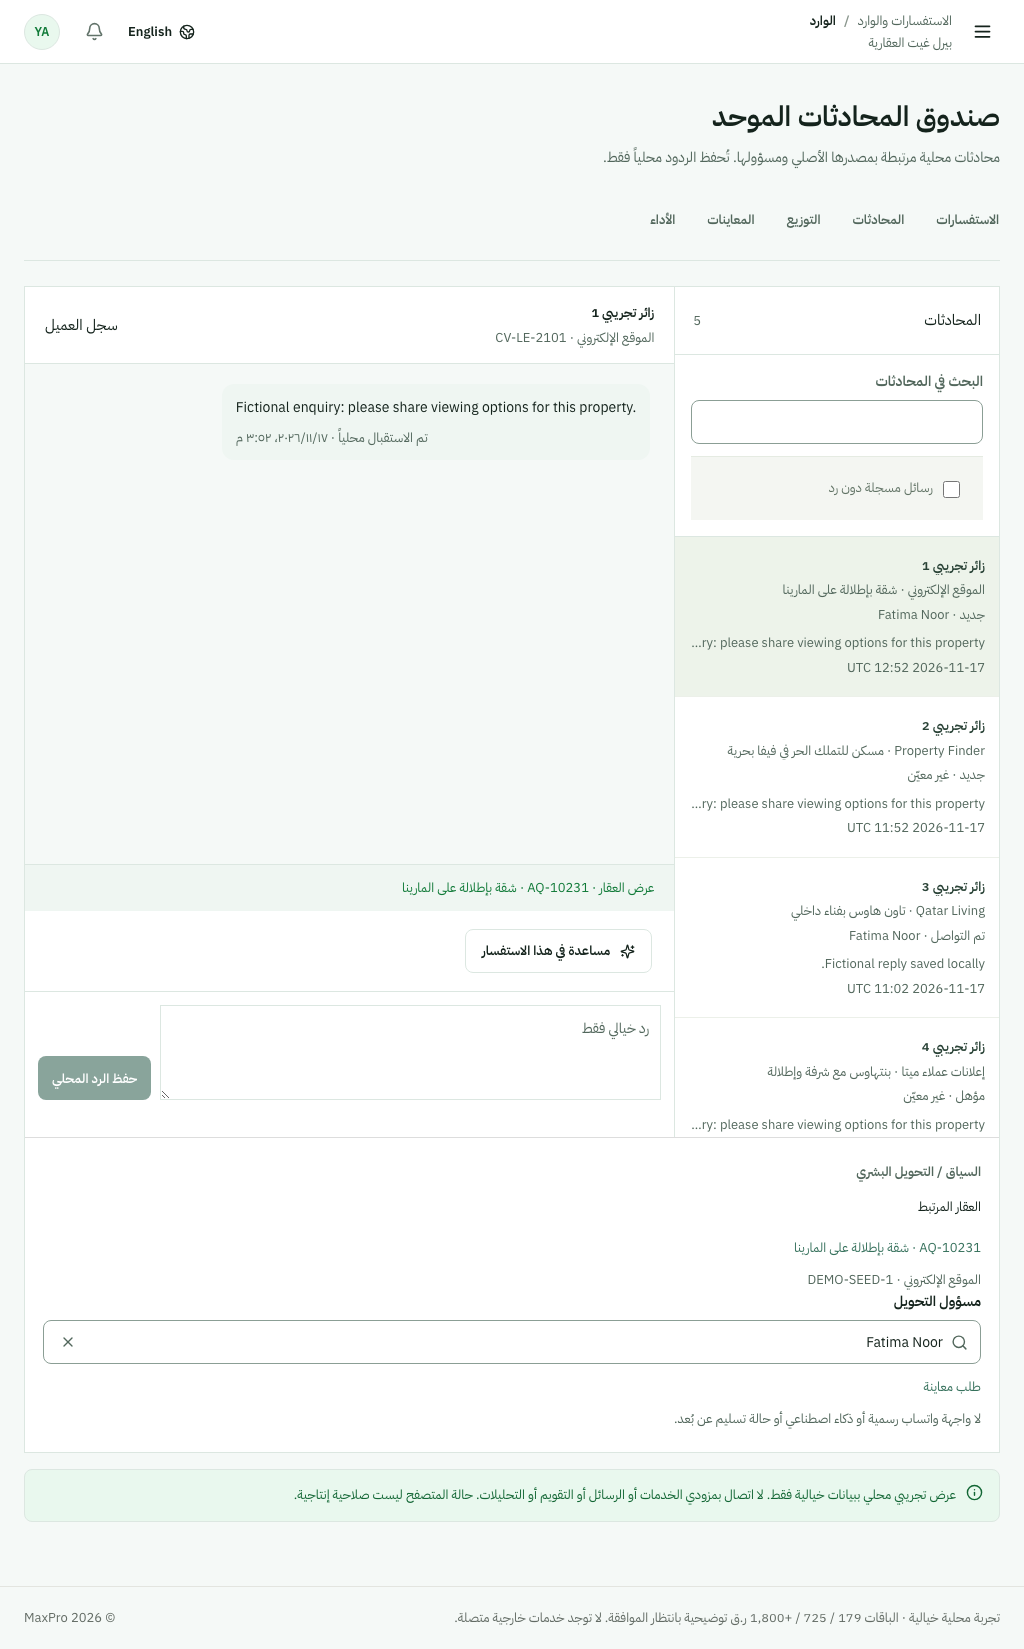 الاستفسارات والوارد / الوارد
بيرل غيت العقارية
English
YA
صندوق المحادثات الموحد
محادثات محلية مرتبطة بمصدرها الأصلي ومسؤولها. تُحفظ الردود محلياً فقط.
الاستفسارات
المحادثات
التوزيع
المعاينات
الأداء
المحادثات
5
البحث في المحادثات
رسائل مسجلة دون رد
زائر تجريبي 1
الموقع الإلكتروني · شقة بإطلالة على المارينا
جديد · Fatima Noor
...ry: please share viewing options for this property
UTC 12:52 2026-11-17
زائر تجريبي 2
Property Finder · مسكن للتملك الحر في فيفا بحرية
جديد · غير معيّن
...ry: please share viewing options for this property
UTC 11:52 2026-11-17
زائر تجريبي 3
Qatar Living · تاون هاوس بفناء داخلي
تم التواصل · Fatima Noor
.Fictional reply saved locally
UTC 11:02 2026-11-17
زائر تجريبي 4
إعلانات عملاء ميتا · بنتهاوس مع شرفة وإطلالة
مؤهل · غير معيّن
...ry: please share viewing options for this property
زائر تجريبي 1
الموقع الإلكتروني · CV-LE-2101
سجل العميل
Fictional enquiry: please share viewing options for this property.
تم الاستقبال محلياً · ٢٠٢٦/١١/١٧، ٣:٥٢ م
عرض العقار · AQ-10231 · شقة بإطلالة على المارينا
مساعدة في هذا الاستفسار
رد خيالي فقط
حفظ الرد المحلي
السياق / التحويل البشري
العقار المرتبط
AQ-10231 · شقة بإطلالة على المارينا
الموقع الإلكتروني · DEMO-SEED-1
مسؤول التحويل
Fatima Noor
طلب معاينة
لا واجهة واتساب رسمية أو ذكاء اصطناعي أو حالة تسليم عن بُعد.
عرض تجريبي محلي ببيانات خيالية فقط. لا اتصال بمزودي الخدمات أو الرسائل أو التقويم أو التحليلات. حالة المتصفح ليست صلاحية إنتاجية.
تجربة محلية خيالية · الباقات 179 / 725 / +1,800 ر.ق توضيحية بانتظار الموافقة. لا توجد خدمات خارجية متصلة.
© 2026 MaxPro